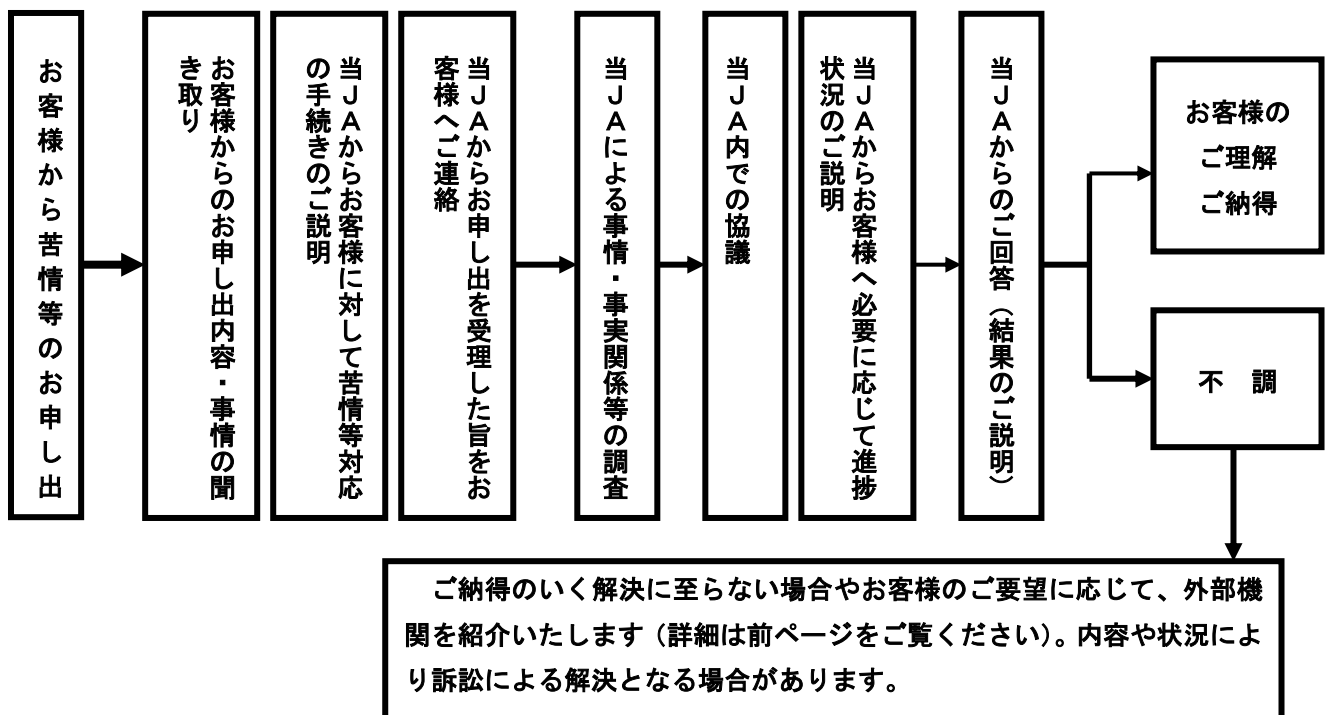 お客様から苦情等のお申し出
お客様からのお申し出内容・事情の聞
き取り
当ＪＡからお客様に対して苦情等対応
の手続きのご説明
当ＪＡからお申し出を受理した旨をお
客様へご連絡
当ＪＡによる事情・事実関係等の調査
当ＪＡ内での協議
当ＪＡからお客様へ必要に応じて進捗
状況のご説明
当ＪＡからのご回答（結果のご説明）
お客様の
ご理解
ご納得
不　調
　ご納得のいく解決に至らない場合やお客様のご要望に応じて、外部機
関を紹介いたします（詳細は前ページをご覧ください）。内容や状況によ
り訴訟による解決となる場合があります。